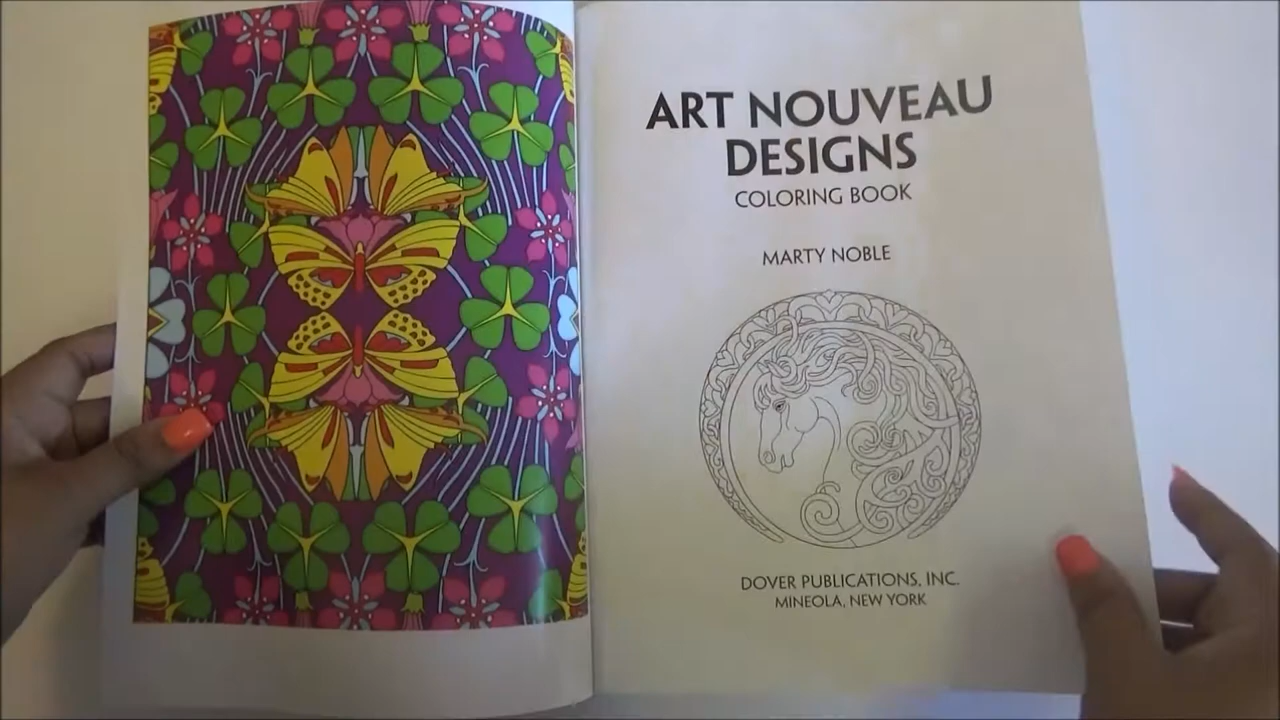 ART NOUVEAU
DESIGNS
COLORING BOOK
MARTY NOBLE
DOVER PUBLICATIONS, INC.
MINEOLA, NEW YORK